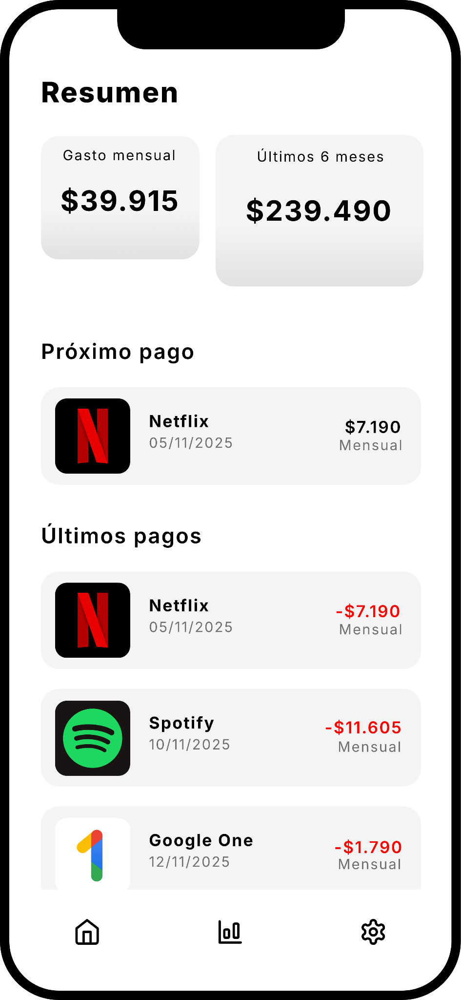 Resumen
Gasto mensual
$39.915
Últimos 6 meses
$239.490
Próximo pago
Netflix
05/11/2025
$7.190
Mensual
Últimos pagos
Netflix
05/11/2025
-$7.190
Mensual
Spotify
10/11/2025
-$11.605
Mensual
Google One
12/11/2025
-$1.790
Mensual